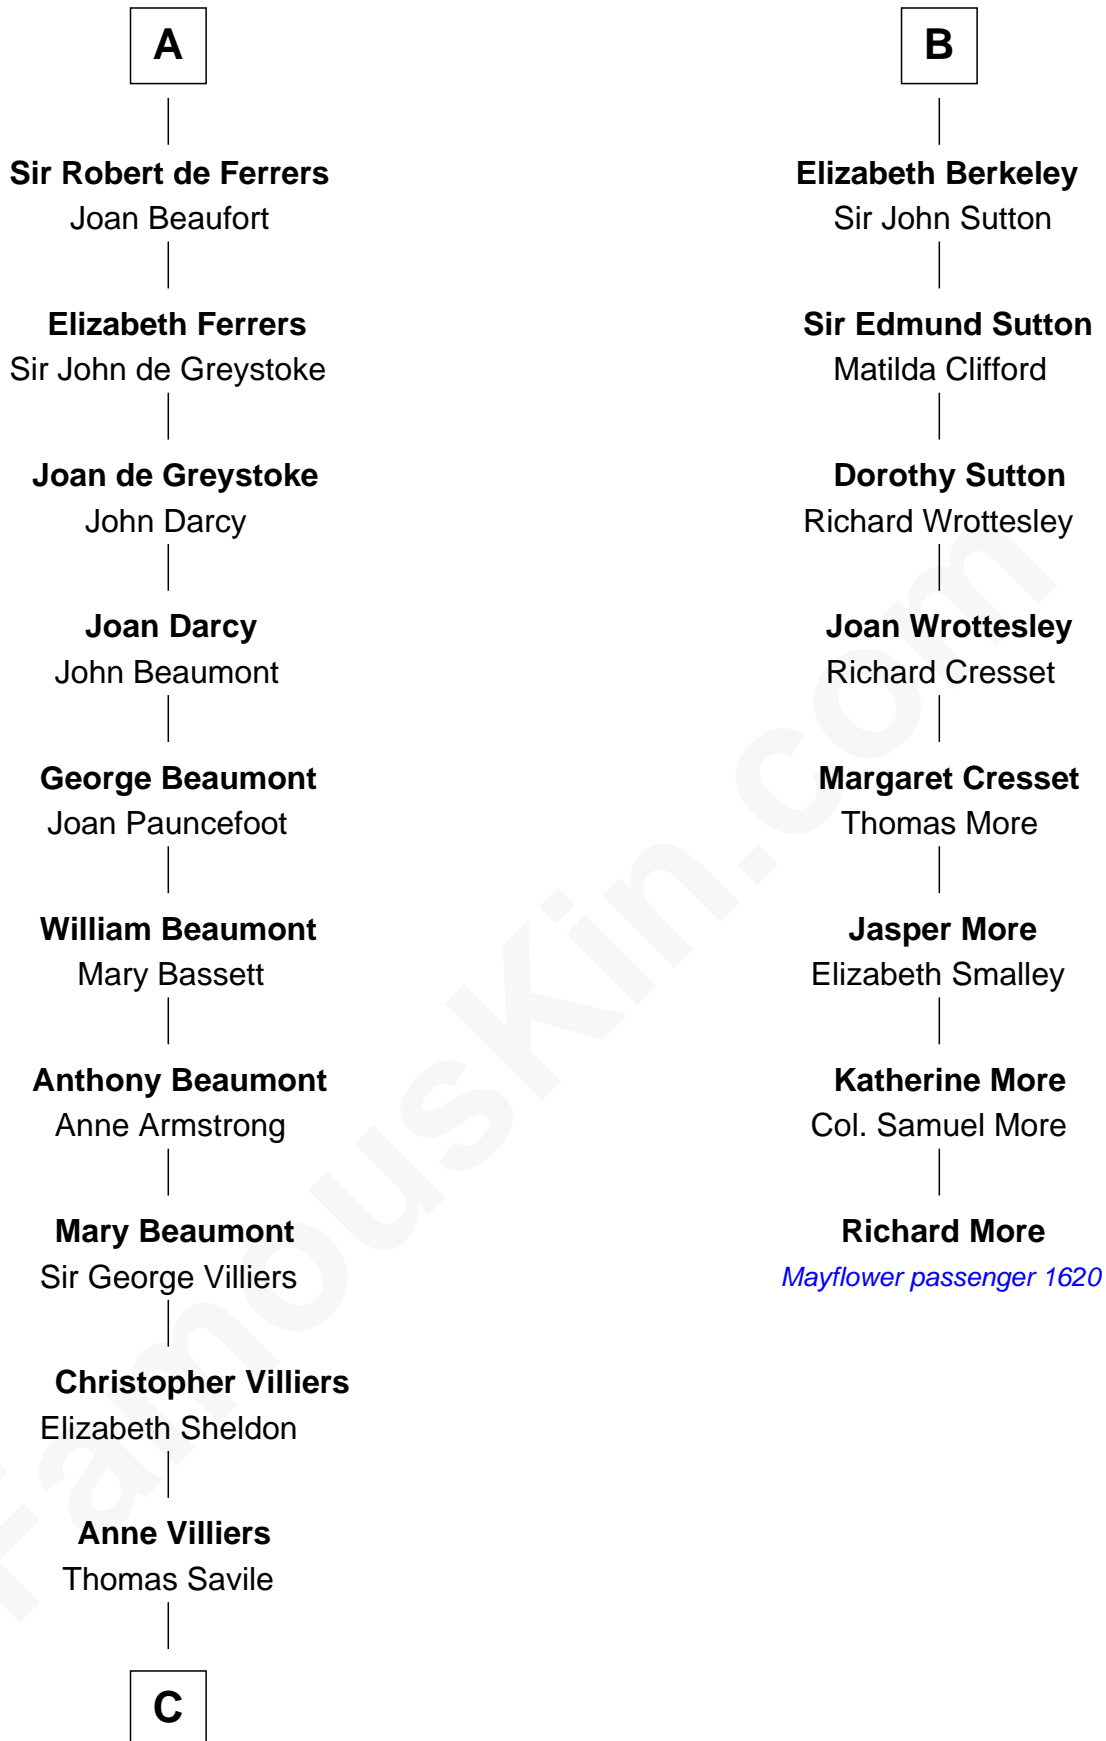 A
Sir Robert de Ferrers
Joan Beaufort
Elizabeth Ferrers
Sir John de Greystoke
Joan de Greystoke
John Darcy
Joan Darcy
John Beaumont
George Beaumont
Joan Pauncefoot
William Beaumont
Mary Bassett
Anthony Beaumont
Anne Armstrong
Mary Beaumont
Sir George Villiers
Christopher Villiers
Elizabeth Sheldon
Anne Villiers
Thomas Savile
C
B
Elizabeth Berkeley
Sir John Sutton
Sir Edmund Sutton
Matilda Clifford
Dorothy Sutton
Richard Wrottesley
Joan Wrottesley
Richard Cresset
Margaret Cresset
Thomas More
Jasper More
Elizabeth Smalley
Katherine More
Col. Samuel More
Richard More
Mayflower passenger 1620
FamousKin.com